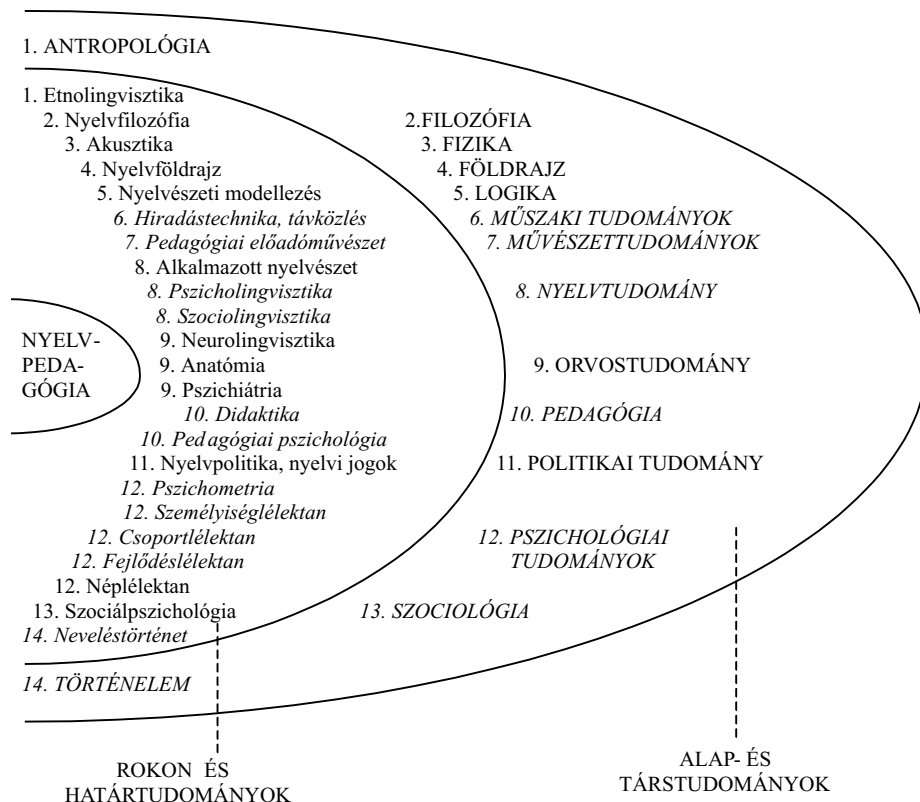 1. ANTROPOLÓGIA
1. Etnolingvisztika
2. Nyelvfilozófia
3. Akusztika
4. Nyelvföldrajz
5. Nyelvészeti modellezés
6. Hiradástechnika, távközlés
7. Pedagógiai előadóművészet
8. Alkalmazott nyelvészet
8. Pszicholingvisztika
8. Szociolingvisztika
9. Neurolingvisztika
9. Anatómia
9. Pszichiátria
10. Didaktika
10. Pedagógiai pszichológia
11. Nyelvpolitika, nyelvi jogok
12. Pszichometria
12. Személyiséglélektan
12. Csoportlélektan
12. Fejlődéslélektan
12. Néplélektan
13. Szociálpszichológia
14. Neveléstörténet
NYELV-
PEDA-
GÓGIA
2.FILOZÓFIA
3. FIZIKA
4. FÖLDRAJZ
5. LOGIKA
6. MŰSZAKI TUDOMÁNYOK
7. MŰVÉSZETTUDOMÁNYOK
8. NYELVTUDOMÁNY
9. ORVOSTUDOMÁNY
10. PEDAGÓGIA
11. POLITIKAI TUDOMÁNY
12. PSZICHOLÓGIAI
TUDOMÁNYOK
13. SZOCIOLÓGIA
14. TÖRTÉNELEM
ROKON ÉS
HATÁRTUDOMÁNYOK
ALAP- ÉS
TÁRSTUDOMÁNYOK